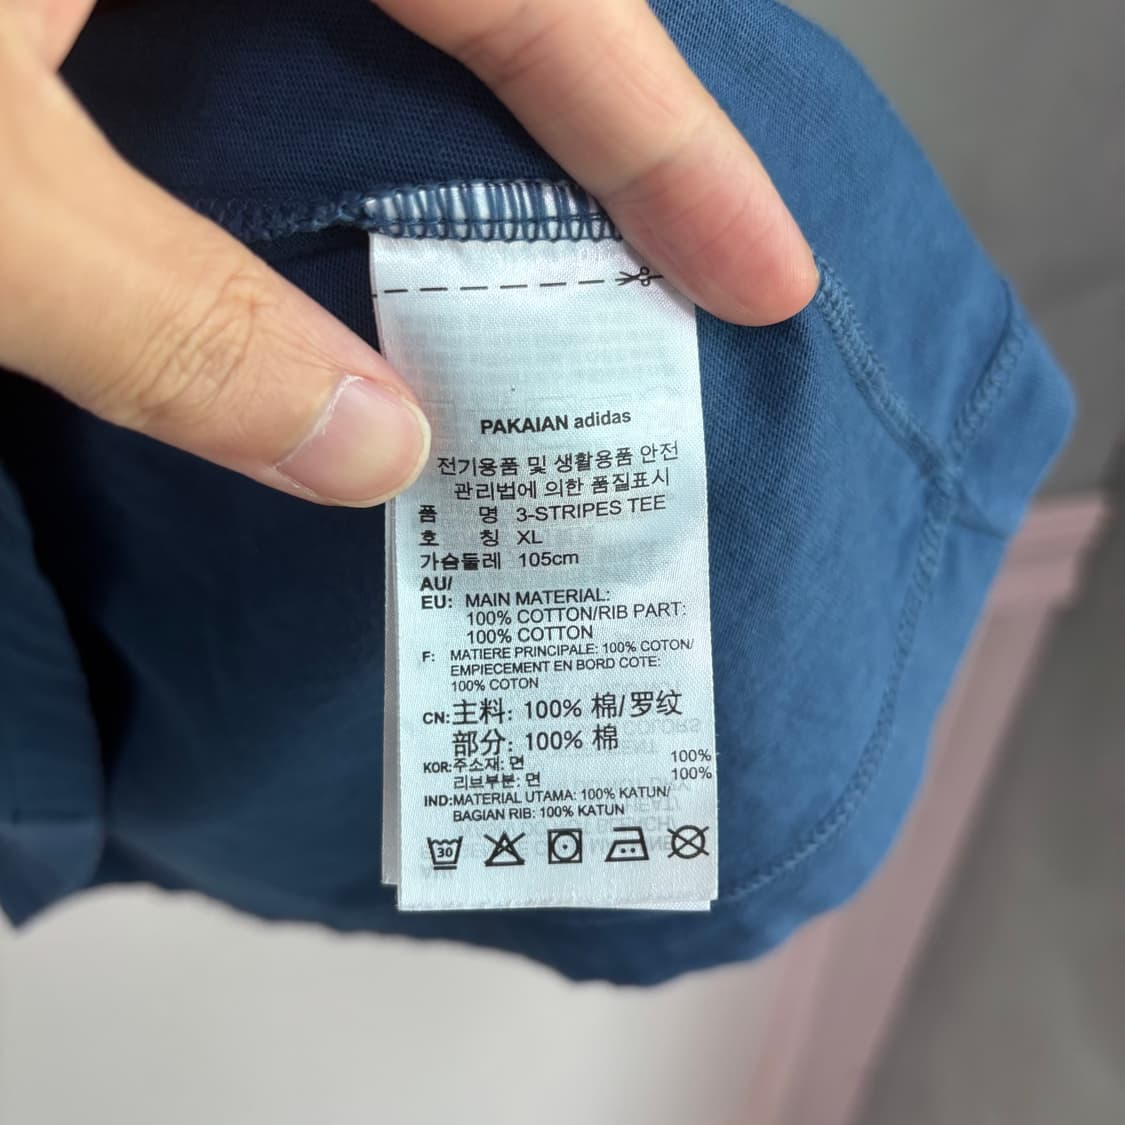 PAKAIAN adidas
전기용품 및 생활용품 안전
관리법에 의한 품질표시
품 명 3-STRIPES TEE
호 칭 XL
가슴둘레 105cm
AU/
EU: MAIN MATERIAL:
100% COTTON/RIB PART:
100% COTTON
F: MATIERE PRINCIPALE: 100% COTON/
EMPIECEMENT EN BORD COTE:
100% COTON
CN:主料: 100% 棉/罗纹
部分: 100% 棉
KOR:주소재: 면 100%
리브부분: 면 100%
IND:MATERIAL UTAMA: 100% KATUN/
BAGIAN RIB: 100% KATUN
30